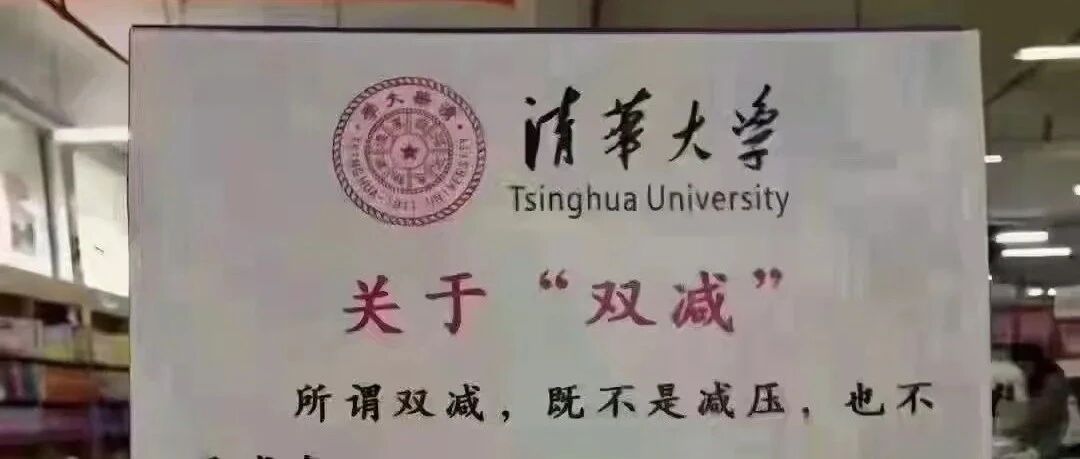 清華大学
Tsinghua University
关于“双减”
所谓双减，既不是减压，也不